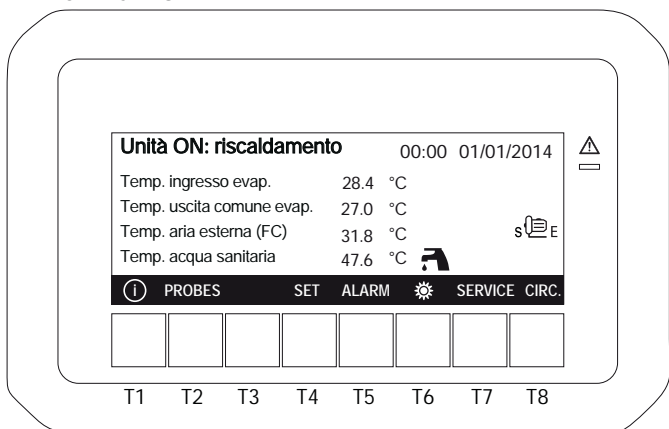 Unità ON: riscaldamento 00:00 01/01/2014
Temp. ingresso evap. 28.4 °C
Temp. uscita comune evap. 27.0 °C
Temp. aria esterna (FC) 31.8 °C
S E
Temp. acqua sanitaria 47.6 °C
i PROBES SET ALARM SERVICE CIRC.
T1 T2 T3 T4 T5 T6 T7 T8